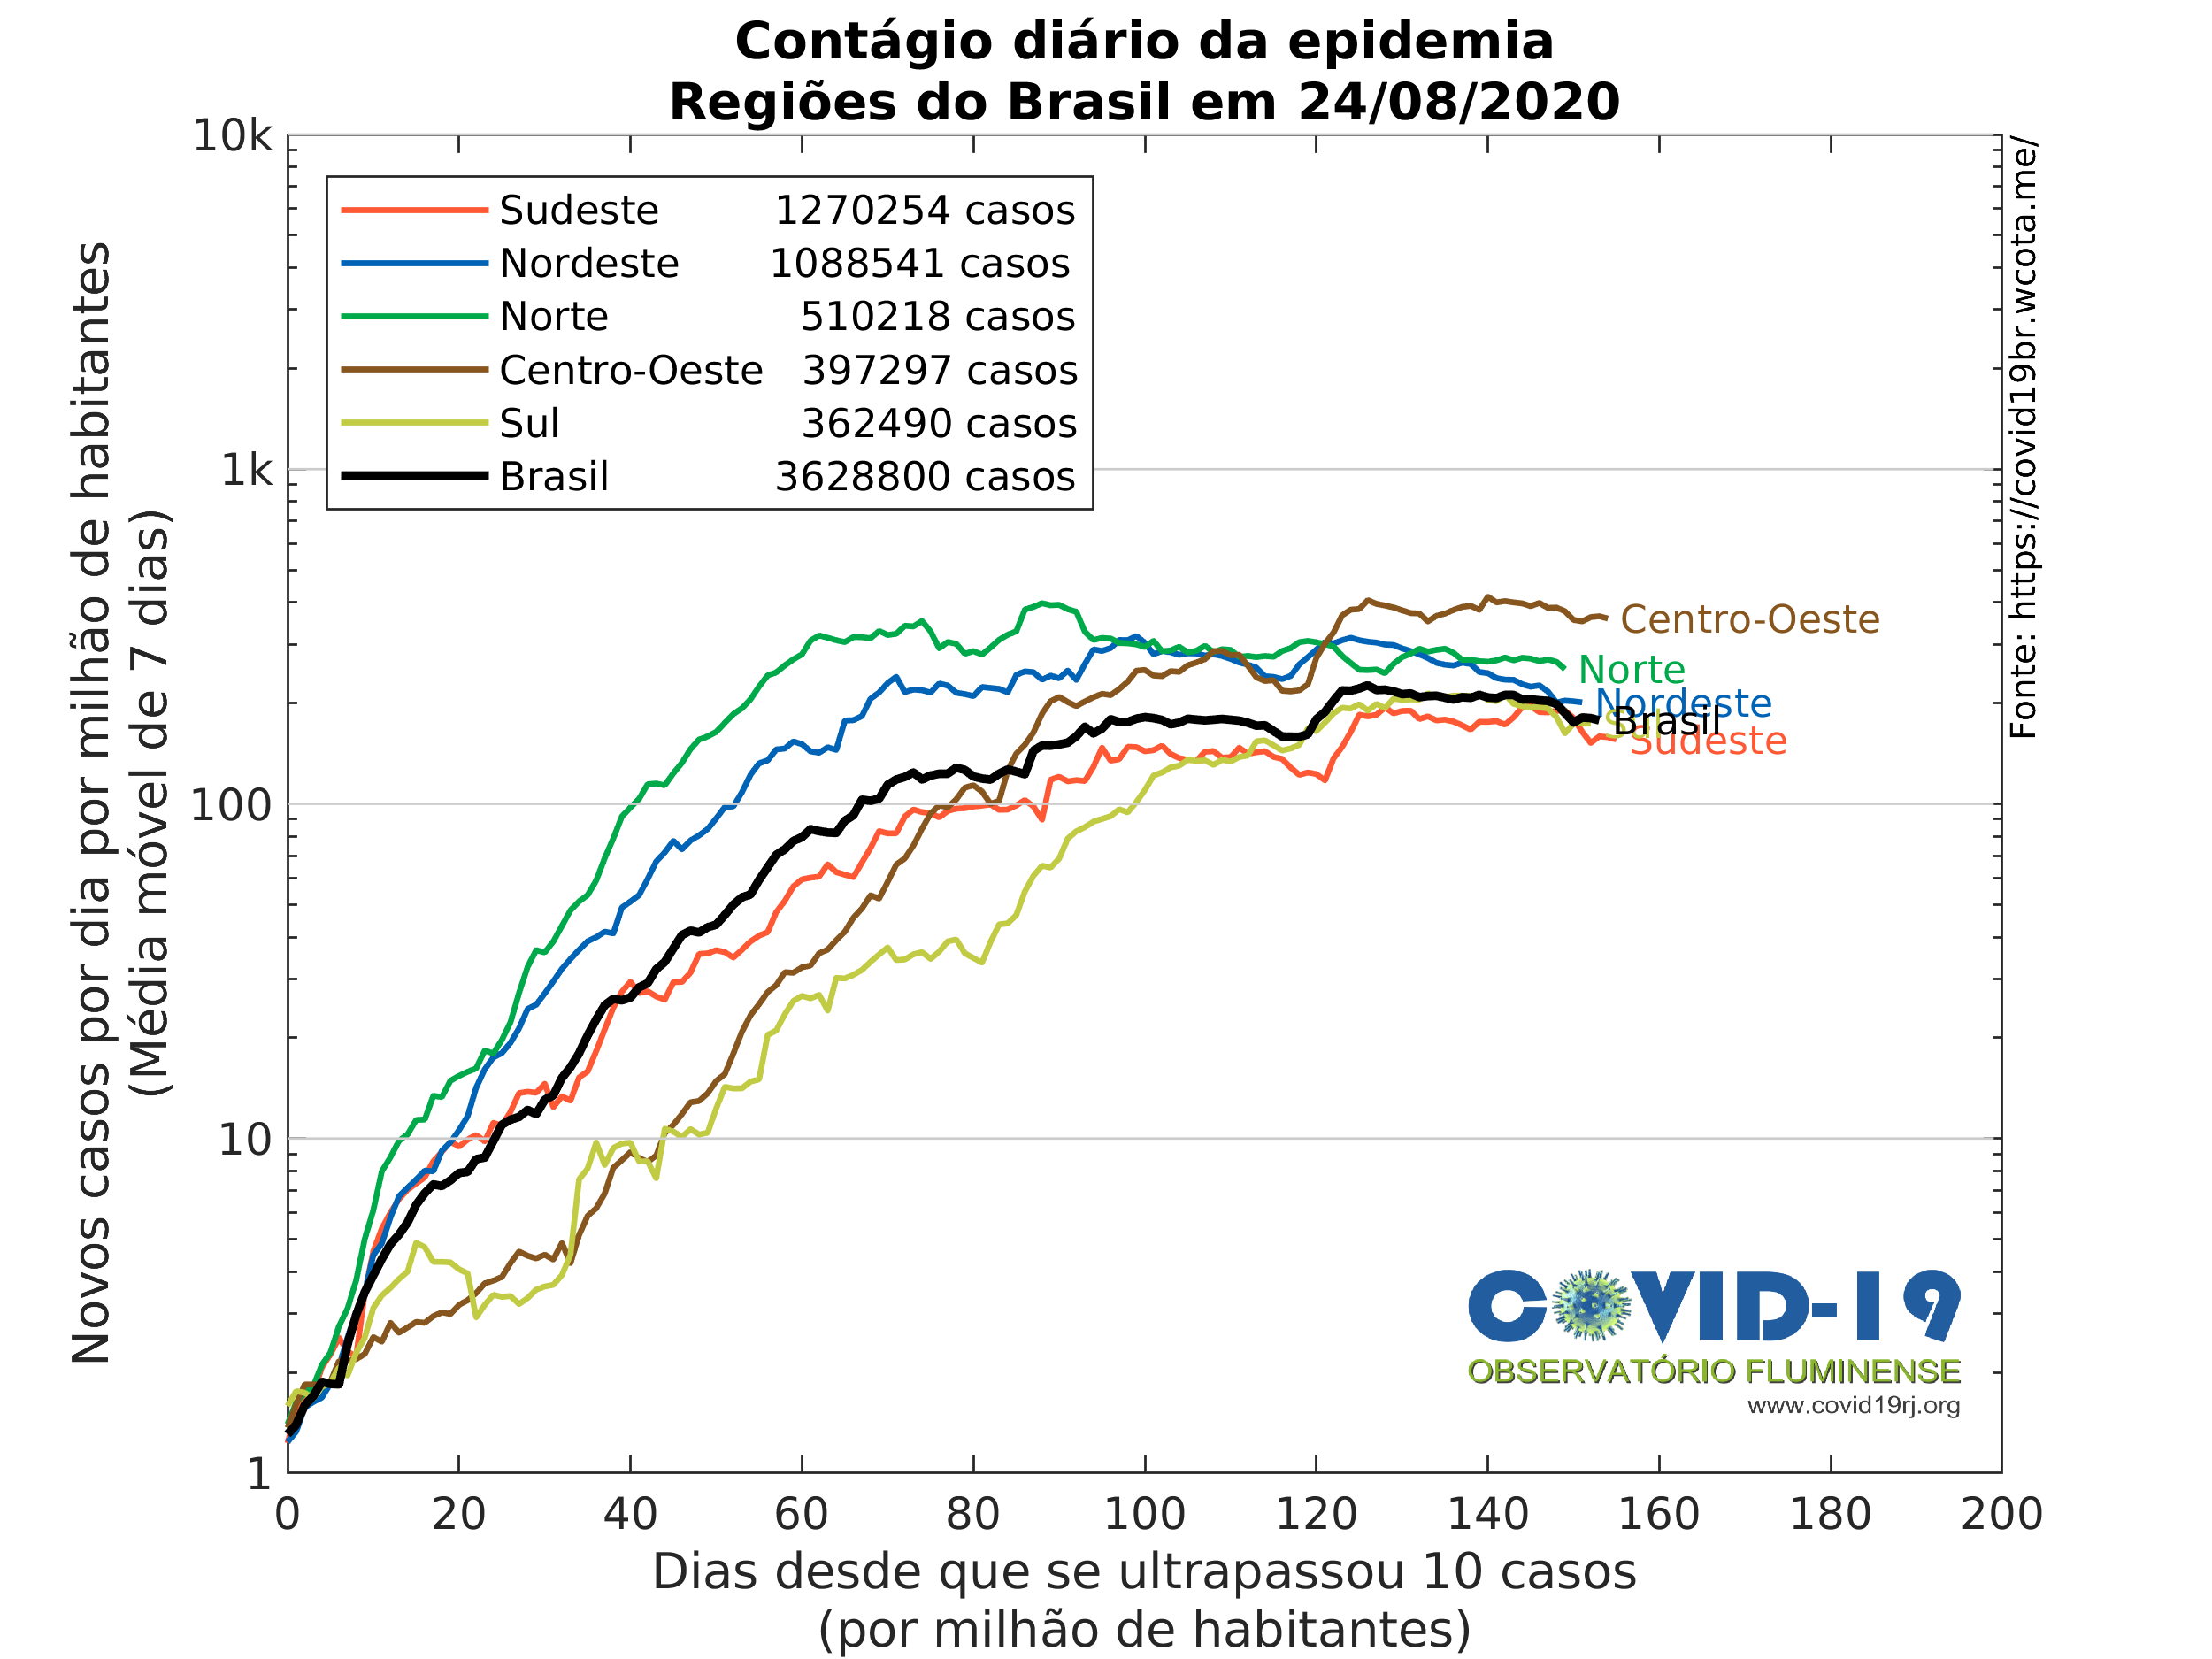 Contágio diário da epidemia
Regiões do Brasil em 24/08/2020
Sudeste 1270254 casos
Nordeste 1088541 casos
Norte 510218 casos
Centro-Oeste 397297 casos
Sul 362490 casos
Brasil 3628800 casos
Novos casos por dia por milhão de habitantes
(Média móvel de 7 dias)
10k
1k
100
10
1
Centro-Oeste
Norte
Nordeste
Sul
Brasil
Sudeste
Fonte: https://covid19br.wcota.me/
COVID-19
OBSERVATÓRIO FLUMINENSE
www.covid19rj.org
0 20 40 60 80 100 120 140 160 180 200
Dias desde que se ultrapassou 10 casos
(por milhão de habitantes)